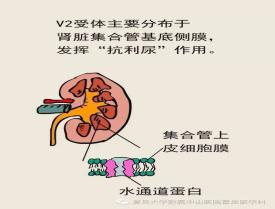 V2受体主要分布于
肾脏集合管基底侧膜，
发挥“抗利尿”作用。
集合管上
皮细胞膜
水通道蛋白